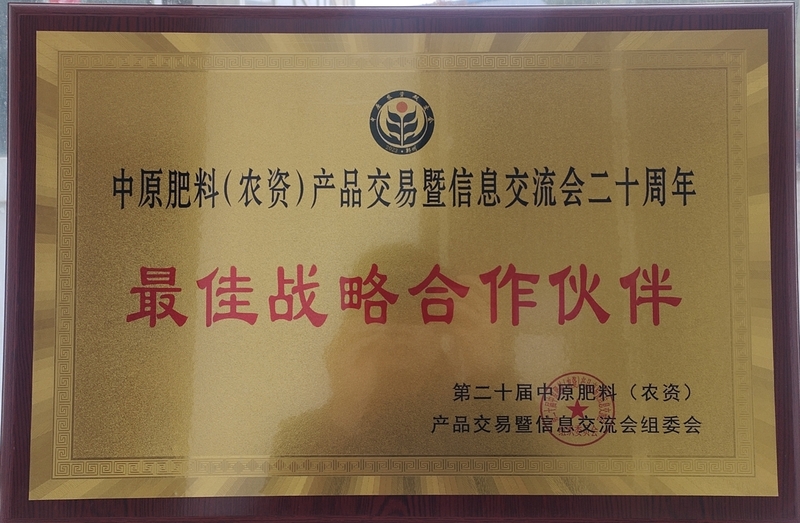 中原肥料(农资)产品交易暨信息交流会二十周年
最佳战略合作伙伴
第二十届中原肥料（农资）
产品交易暨信息交流会组委会